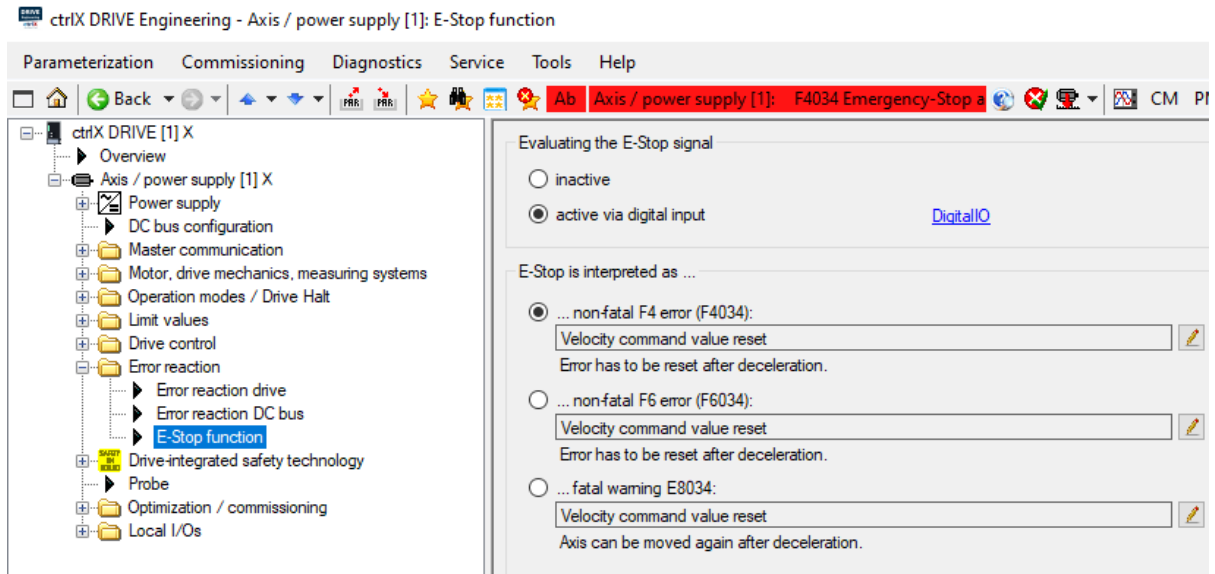 ctrlX DRIVE Engineering - Axis / power supply [1]: E-Stop function
Parameterization Commissioning Diagnostics Service Tools Help
Back PAR PAR Ab Axis / power supply [1]: F4034 Emergency-Stop a CM
ctrlX DRIVE [1] X
Overview
Axis / power supply [1] X
Power supply
DC bus configuration
Master communication
Motor, drive mechanics, measuring systems
Operation modes / Drive Halt
Limit values
Drive control
Error reaction
Error reaction drive
Error reaction DC bus
E-Stop function
Drive-integrated safety technology
Probe
Optimization / commissioning
Local I/Os
Evaluating the E-Stop signal
inactive
active via digital input DigitalIO
E-Stop is interpreted as ...
... non-fatal F4 error (F4034):
Velocity command value reset
Error has to be reset after deceleration.
... non-fatal F6 error (F6034):
Velocity command value reset
Error has to be reset after deceleration.
... fatal warning E8034:
Velocity command value reset
Axis can be moved again after deceleration.